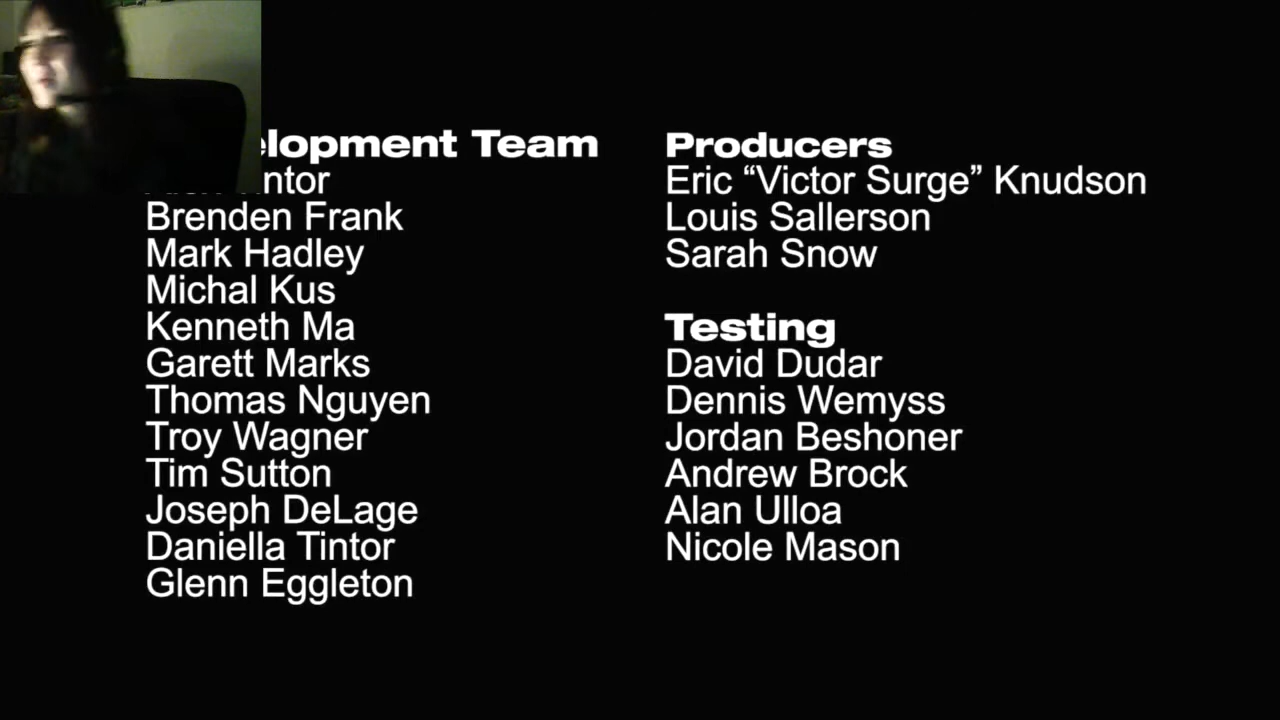 elopment Team
ntor
Brenden Frank
Mark Hadley
Michal Kus
Kenneth Ma
Garett Marks
Thomas Nguyen
Troy Wagner
Tim Sutton
Joseph DeLage
Daniella Tintor
Glenn Eggleton
Producers
Eric “Victor Surge” Knudson
Louis Sallerson
Sarah Snow
Testing
David Dudar
Dennis Wemyss
Jordan Beshoner
Andrew Brock
Alan Ulloa
Nicole Mason